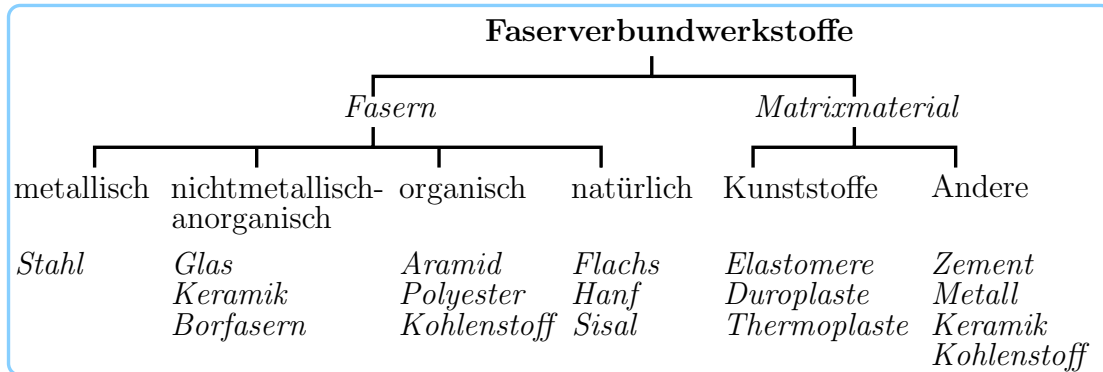 Faserverbundwerkstoffe
Fasern
Matrixmaterial
metallisch
nichtmetallisch-
anorganisch
organisch
natürlich
Kunststoffe
Andere
Stahl
Glas
Keramik
Borfasern
Aramid
Polyester
Kohlenstoff
Flachs
Hanf
Sisal
Elastomere
Duroplaste
Thermoplaste
Zement
Metall
Keramik
Kohlenstoff